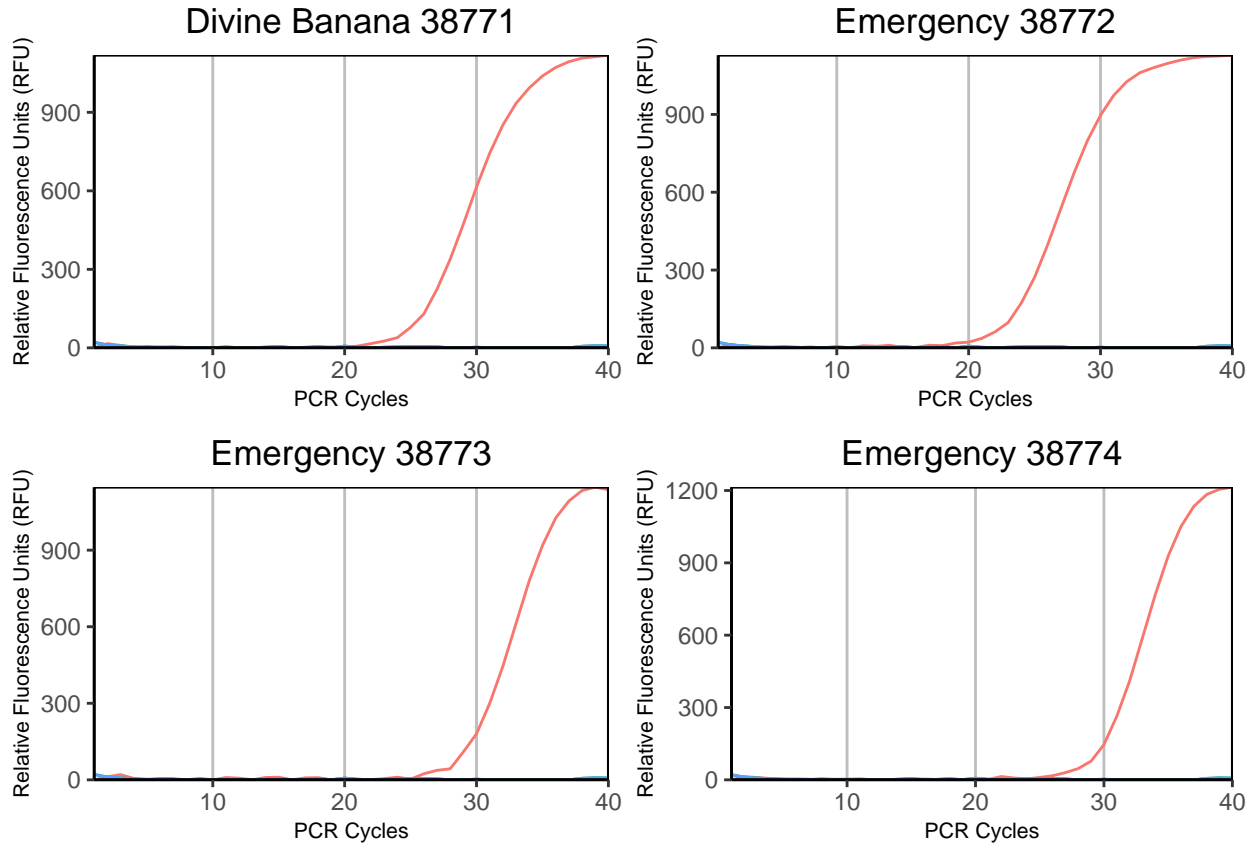 Divine Banana 38771
Relative Fluorescence Units (RFU)
900
600
300
0
10 20 30 40
PCR Cycles
Emergency 38772
Relative Fluorescence Units (RFU)
900
600
300
0
10 20 30 40
PCR Cycles
Emergency 38773
Relative Fluorescence Units (RFU)
900
600
300
0
10 20 30 40
PCR Cycles
Emergency 38774
Relative Fluorescence Units (RFU)
1200
900
600
300
0
10 20 30 40
PCR Cycles